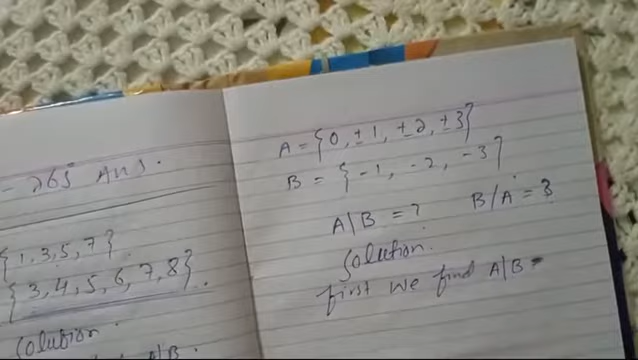 Ans.
{1, 3, 5, 7}
{3, 4, 5, 6, 7, 8}.
Solution.
A|B.
A = {0, ±1, ±2, ±3}
B = {-1, -2, -3}
A|B = ? B/A = ?
Solution.
first we find A|B =